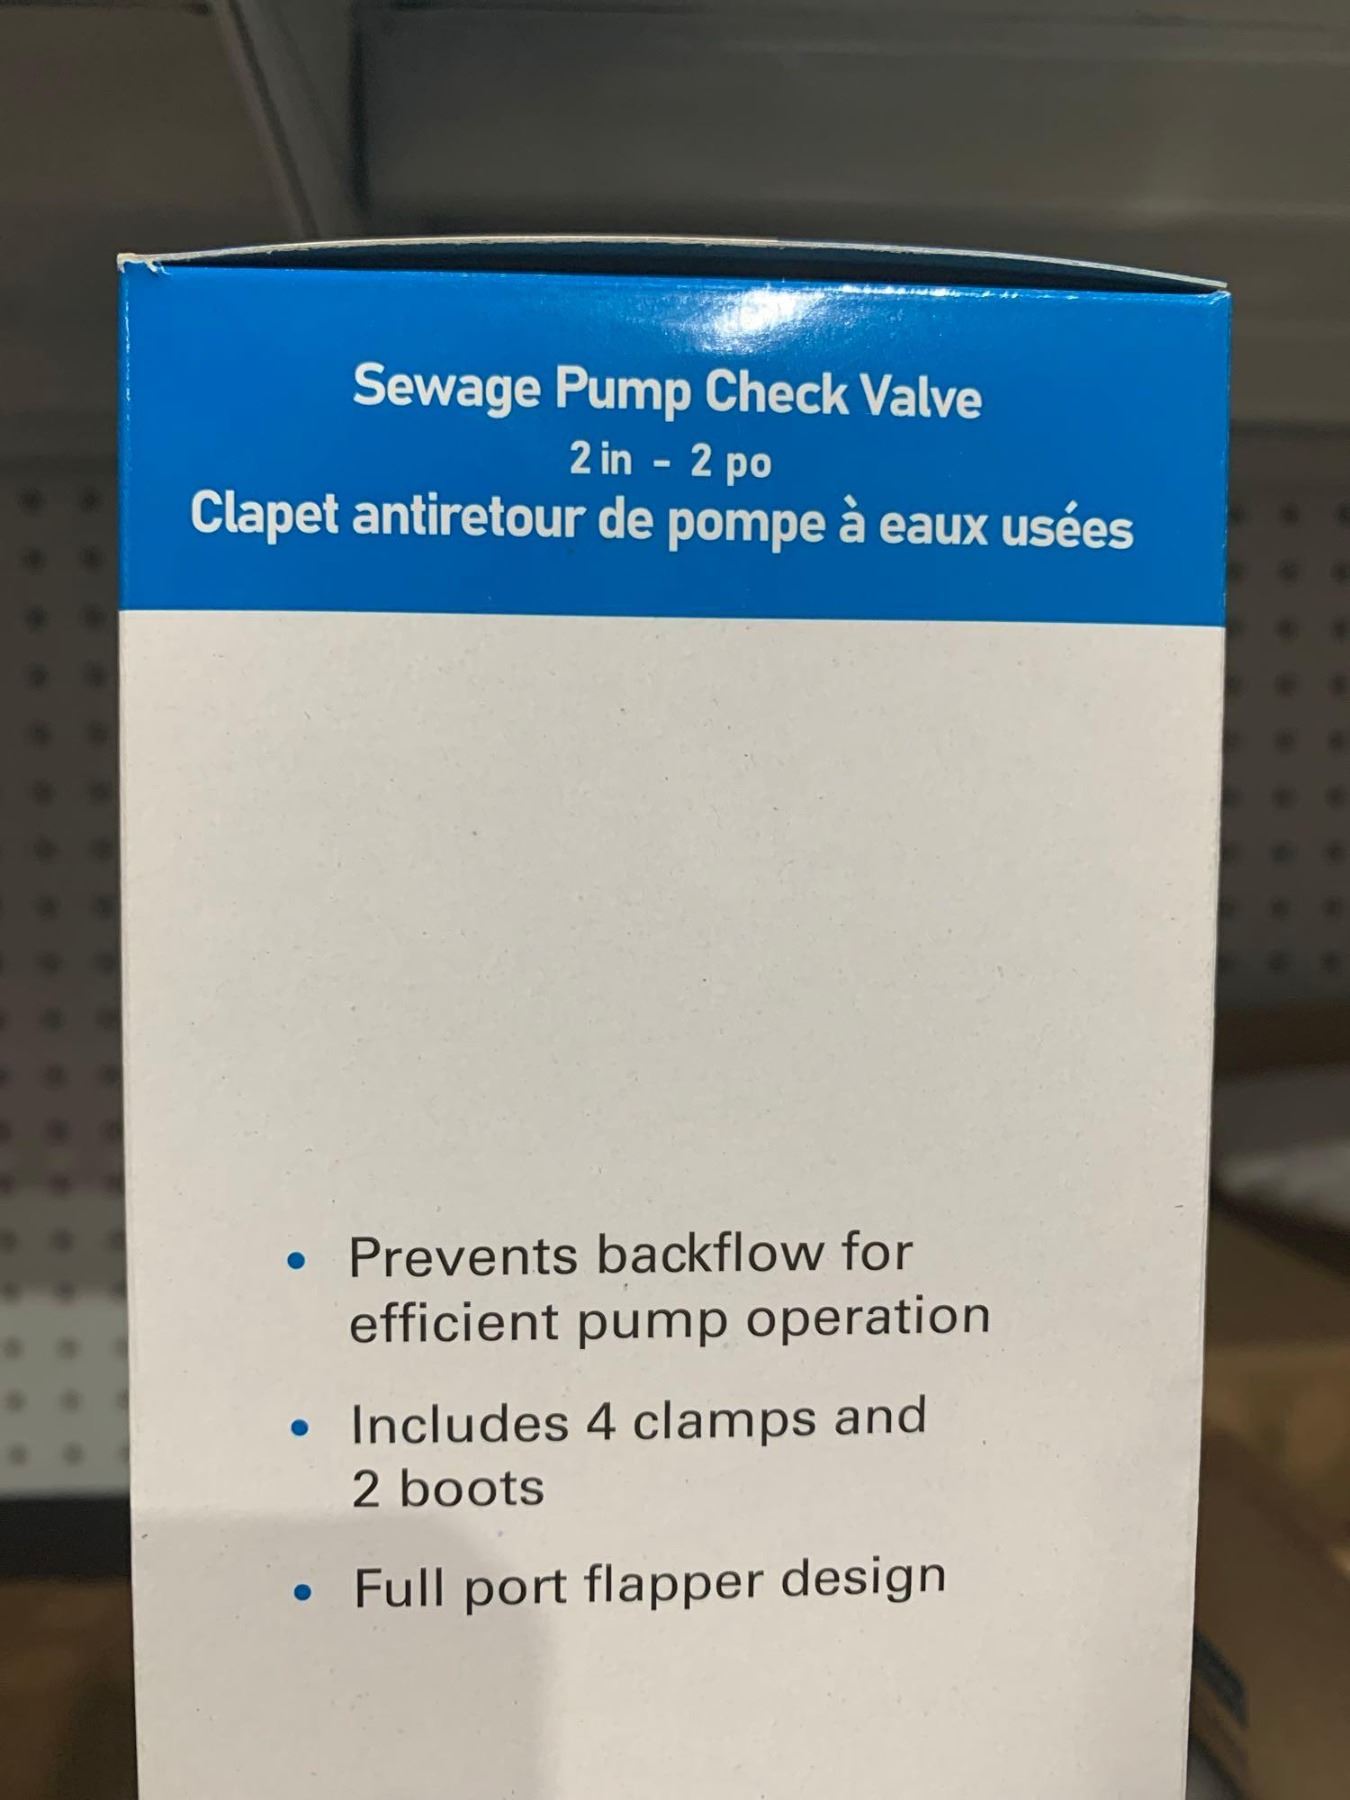 Sewage Pump Check Valve
2 in - 2 po
Clapet antiretour de pompe à eaux usées
• Prevents backflow for
efficient pump operation
• Includes 4 clamps and
2 boots
• Full port flapper design